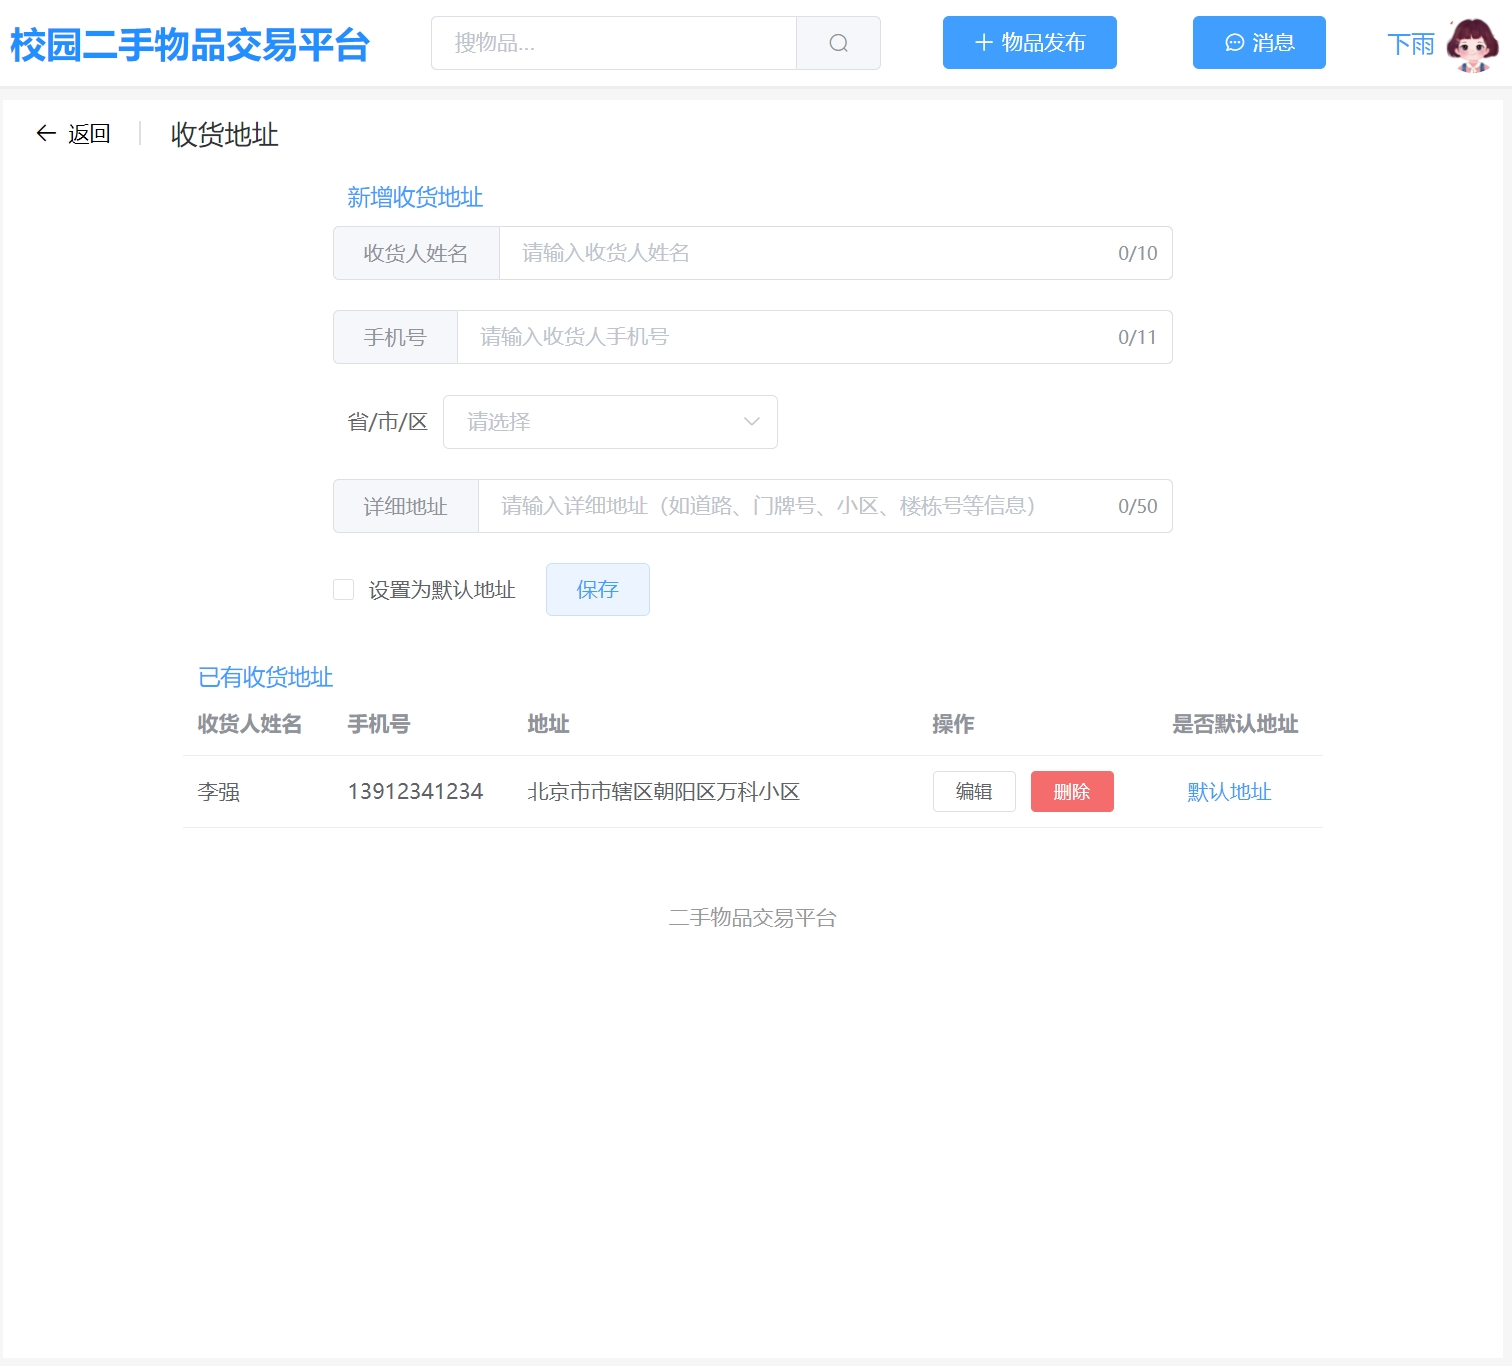 校园二手物品交易平台
搜物品...
物品发布
消息
下雨
返回
收货地址
新增收货地址
收货人姓名
请输入收货人姓名
0/10
手机号
请输入收货人手机号
0/11
省/市/区
请选择
详细地址
请输入详细地址（如道路、门牌号、小区、楼栋号等信息）
0/50
设置为默认地址
保存
已有收货地址
收货人姓名 手机号 地址 操作 是否默认地址
李强 13912341234 北京市市辖区朝阳区万科小区 编辑 删除 默认地址
二手物品交易平台